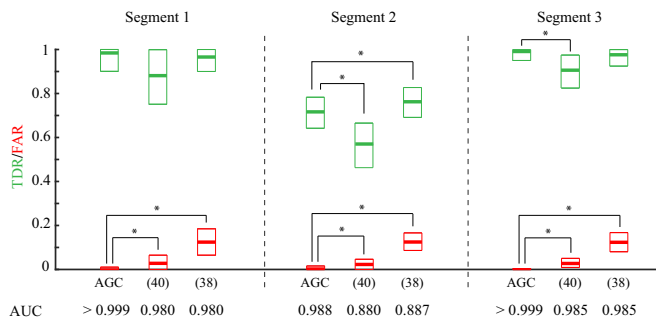 Segment 1 Segment 2 Segment 3
TDR/FAR
1
0.8
0.6
0.4
0.2
0
* * *
*
* * *
* * *
AGC (40) (38) AGC (40) (38) AGC (40) (38)
AUC > 0.999 0.980 0.980 0.988 0.880 0.887 > 0.999 0.985 0.985